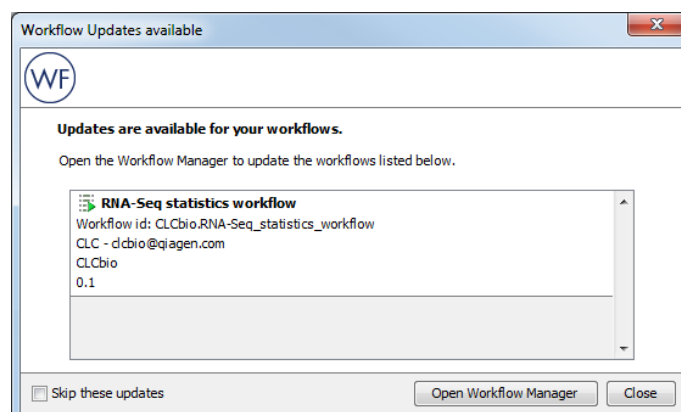 Workflow Updates available
WF
Updates are available for your workflows.
Open the Workflow Manager to update the workflows listed below.
RNA-Seq statistics workflow
Workflow id: CLCbio.RNA-Seq_statistics_workflow
CLC - clcbio@qiagen.com
CLCbio
0.1
Skip these updates
Open Workflow Manager
Close